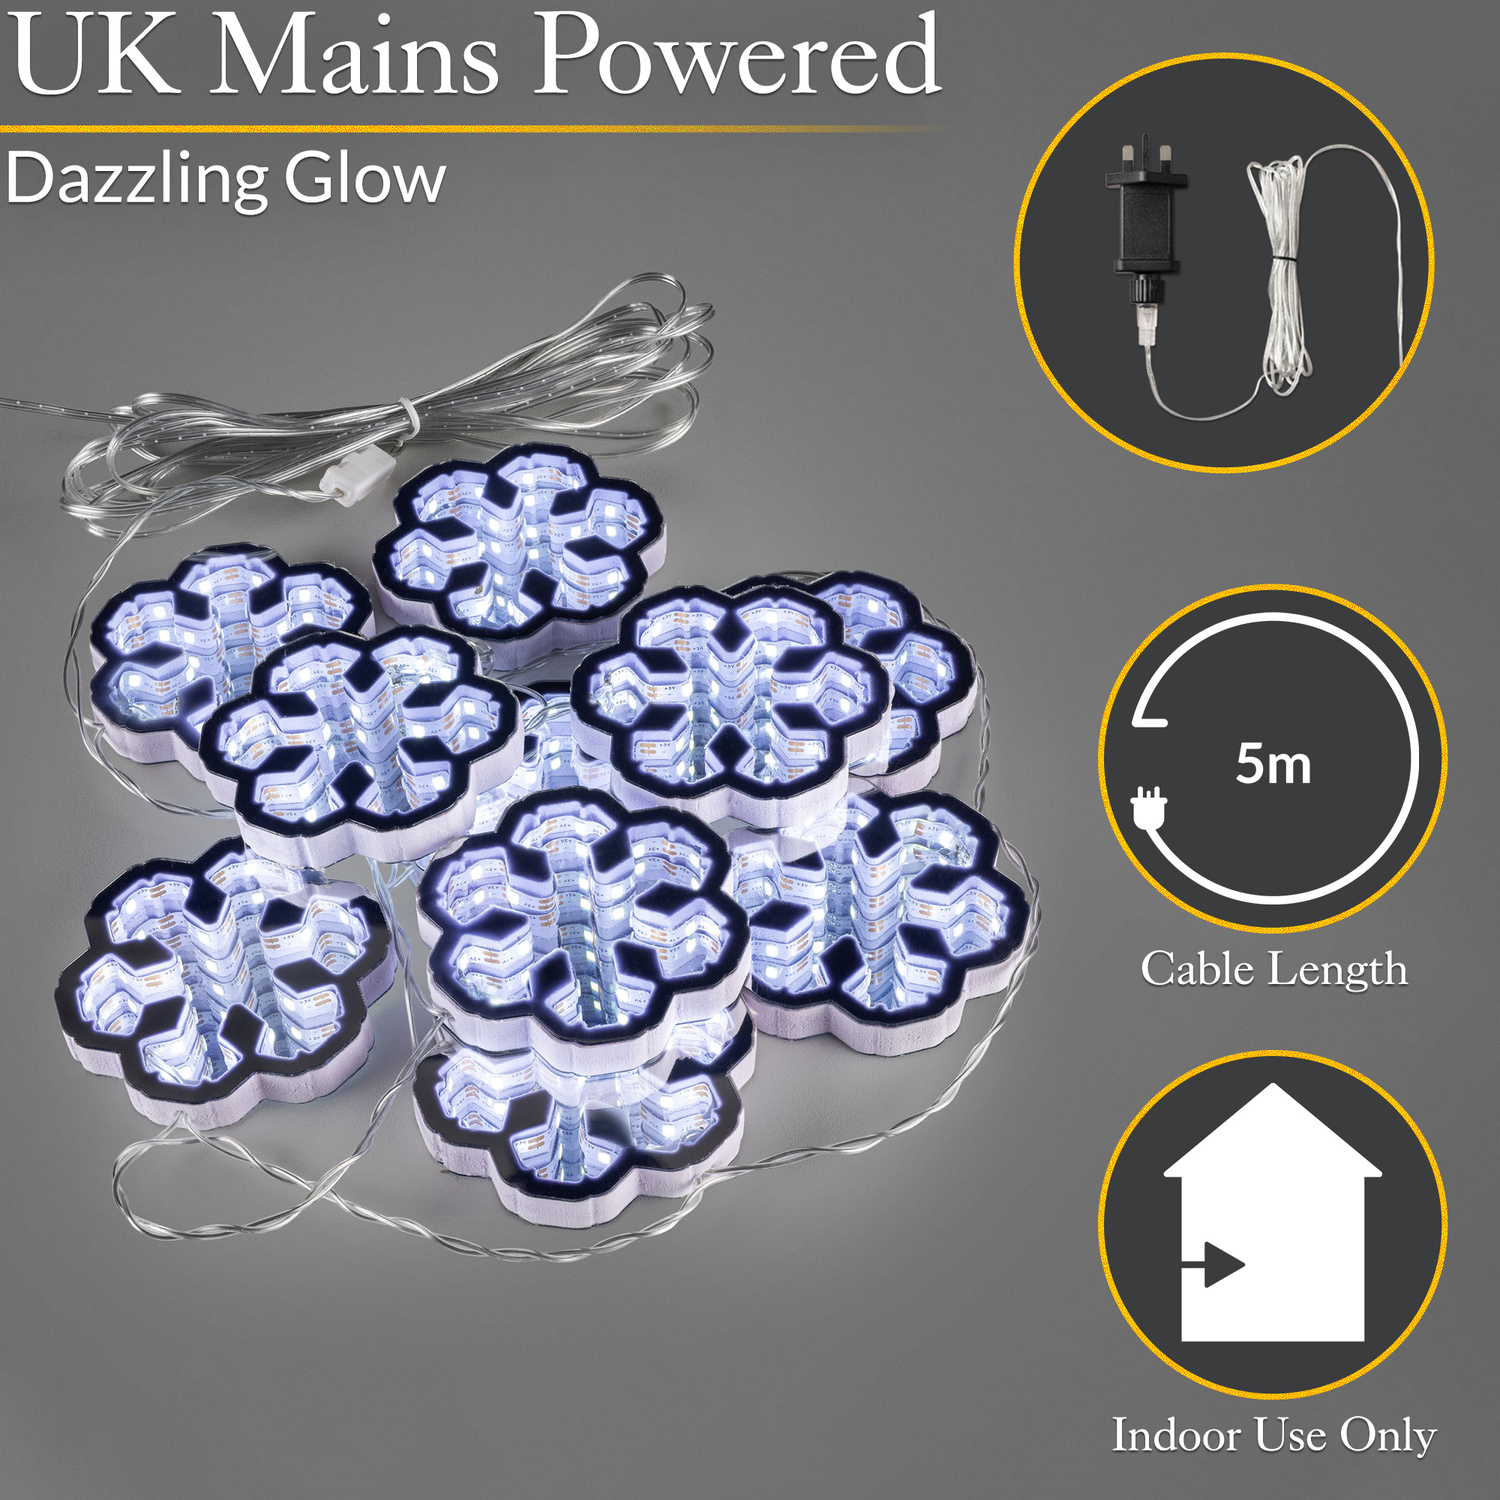 UK Mains Powered
Dazzling Glow
5m
Cable Length
Indoor Use Only